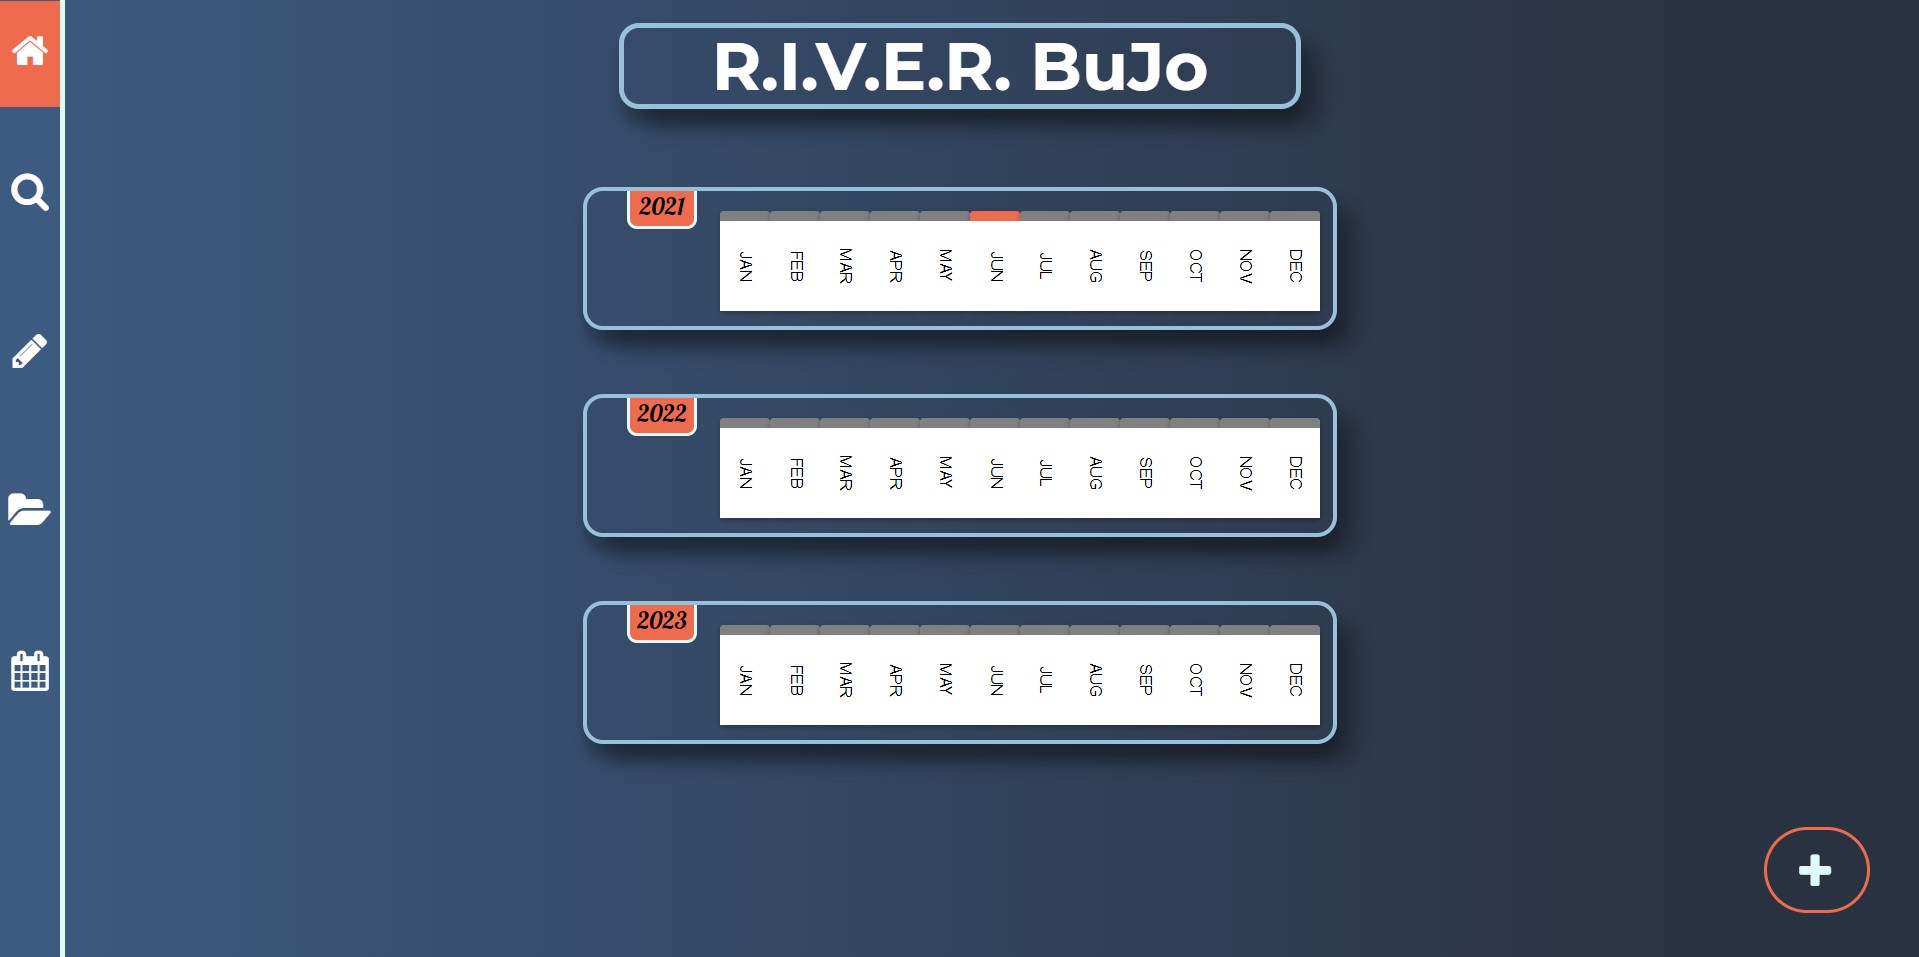 R.I.V.E.R. BuJo
2021
JAN FEB MAR APR MAY JUN JUL AUG SEP OCT NOV DEC
2022
JAN FEB MAR APR MAY JUN JUL AUG SEP OCT NOV DEC
2023
JAN FEB MAR APR MAY JUN JUL AUG SEP OCT NOV DEC